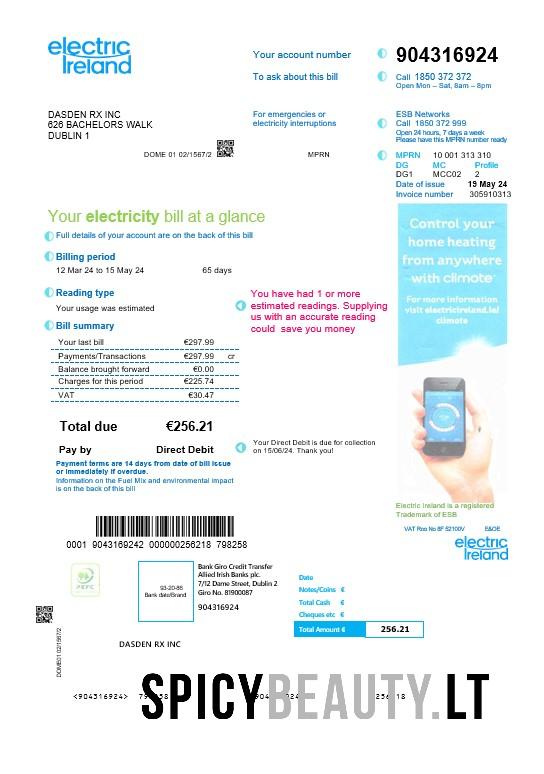 electric
Ireland
Your account number 904316924
To ask about this bill Call 1850 372 372
Open Mon – Sat, 8am – 8pm
DASDEN RX INC
626 BACHELORS WALK
DUBLIN 1
For emergencies or
electricity interruptions
ESB Networks
Call 1850 372 999
Open 24 hours, 7 days a week
Please have this MPRN number ready
DOME 01 02/1567/2
MPRN
MPRN 10 001 313 310
DG MC Profile
DG1 MCC02 2
Date of issue 19 May 24
Invoice number 305910313
Your electricity bill at a glance
Full details of your account are on the back of this bill
Billing period
12 Mar 24 to 15 May 24 65 days
Reading type
Your usage was estimated
You have had 1 or more
estimated readings. Supplying
us with an accurate reading
could save you money
Bill summary
Your last bill €297.99
Payments/Transactions €297.99 cr
Balance brought forward €0.00
Charges for this period €225.74
VAT €30.47
Total due €256.21
Pay by Direct Debit
Your Direct Debit is due for collection
on 15/06/24. Thank you!
Payment terms are 14 days from date of bill issue
or immediately if overdue.
Information on the Fuel Mix and environmental impact
is on the back of this bill
Control your
home heating
from anywhere
with climote
For more information
visit electricireland.ie/
climote
Electric Ireland is a registered
Trademark of ESB
VAT Reg No 8F 52100V E&OE
electric
Ireland
0001 9043169242 000000256218 798258
PEFC
93-20-86
Bank date/Brand
Bank Giro Credit Transfer
Allied Irish Banks plc.
7/12 Dame Street, Dublin 2
Giro No. 81900087
904316924
Date
Notes/Coins €
Total Cash €
Cheques etc €
Total Amount € 256.21
DOME01 02/1567/2
DASDEN RX INC
<904316924>
SPICYBEAUTY.LT